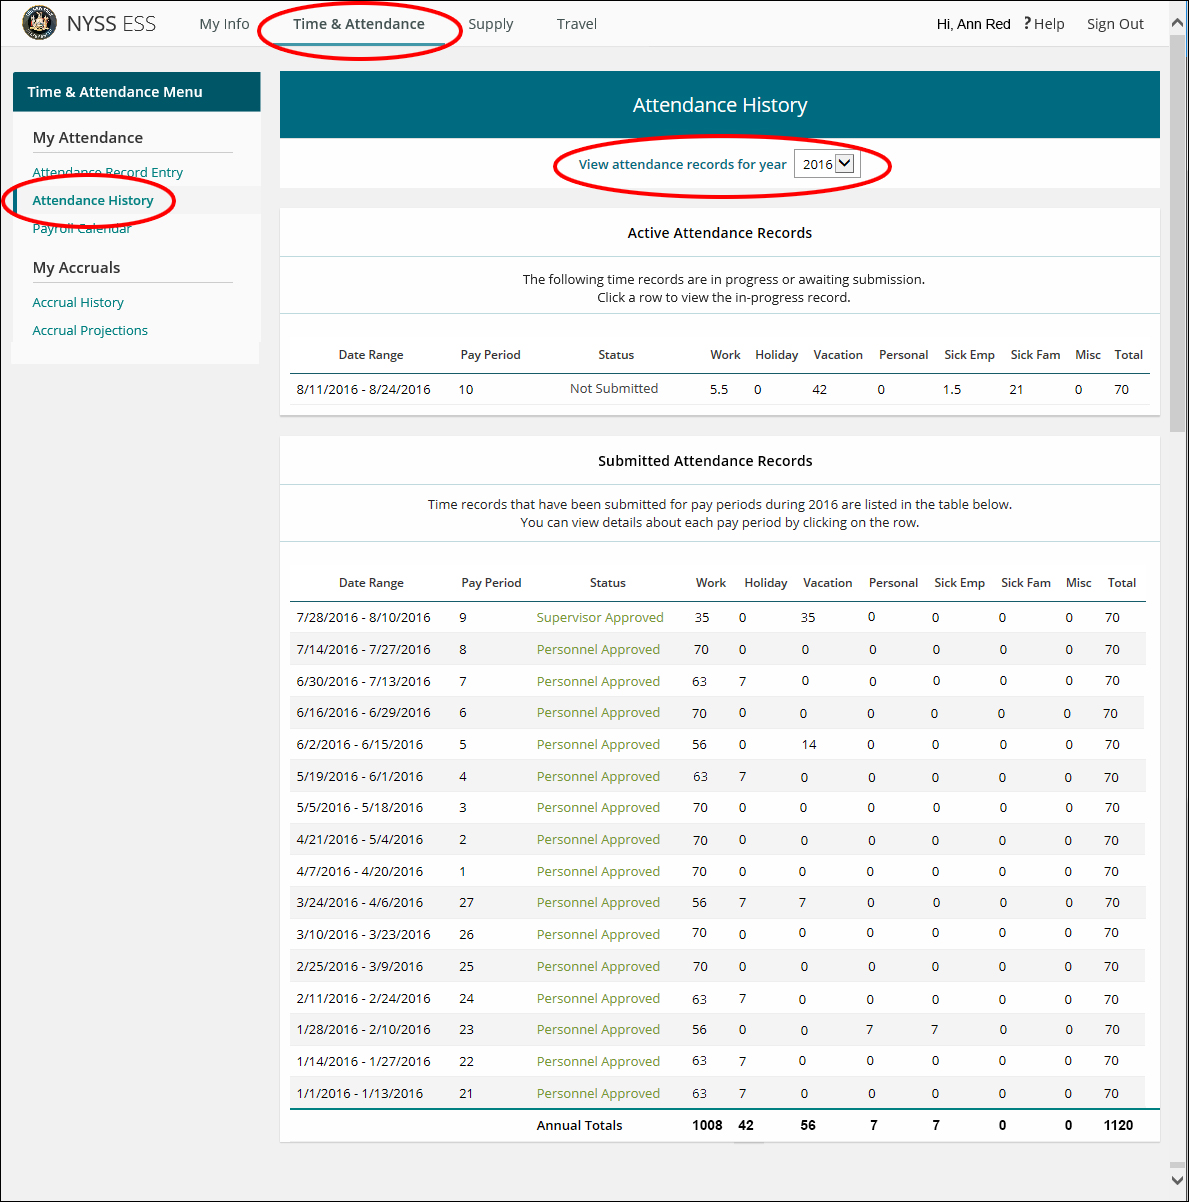 NYSS ESS My Info Time & Attendance Supply Travel Hi, Ann Red ? Help Sign Out
Time & Attendance Menu
My Attendance
Attendance Record Entry
Attendance History
Payroll Calendar
My Accruals
Accrual History
Accrual Projections
Attendance History
View attendance records for year 2016
Active Attendance Records
The following time records are in progress or awaiting submission.
Click a row to view the in-progress record.
Date Range Pay Period Status Work Holiday Vacation Personal Sick Emp Sick Fam Misc Total
8/11/2016 - 8/24/2016 10 Not Submitted 5.5 0 42 0 1.5 21 0 70
Submitted Attendance Records
Time records that have been submitted for pay periods during 2016 are listed in the table below.
You can view details about each pay period by clicking on the row.
Date Range Pay Period Status Work Holiday Vacation Personal Sick Emp Sick Fam Misc Total
7/28/2016 - 8/10/2016 9 Supervisor Approved 35 0 35 0 0 0 0 70
7/14/2016 - 7/27/2016 8 Personnel Approved 70 0 0 0 0 0 0 70
6/30/2016 - 7/13/2016 7 Personnel Approved 63 7 0 0 0 0 0 70
6/16/2016 - 6/29/2016 6 Personnel Approved 70 0 0 0 0 0 0 70
6/2/2016 - 6/15/2016 5 Personnel Approved 56 0 14 0 0 0 0 70
5/19/2016 - 6/1/2016 4 Personnel Approved 63 7 0 0 0 0 0 70
5/5/2016 - 5/18/2016 3 Personnel Approved 70 0 0 0 0 0 0 70
4/21/2016 - 5/4/2016 2 Personnel Approved 70 0 0 0 0 0 0 70
4/7/2016 - 4/20/2016 1 Personnel Approved 70 0 0 0 0 0 0 70
3/24/2016 - 4/6/2016 27 Personnel Approved 56 7 7 0 0 0 0 70
3/10/2016 - 3/23/2016 26 Personnel Approved 70 0 0 0 0 0 0 70
2/25/2016 - 3/9/2016 25 Personnel Approved 70 0 0 0 0 0 0 70
2/11/2016 - 2/24/2016 24 Personnel Approved 63 7 0 0 0 0 0 70
1/28/2016 - 2/10/2016 23 Personnel Approved 56 0 0 7 7 0 0 70
1/14/2016 - 1/27/2016 22 Personnel Approved 63 7 0 0 0 0 0 70
1/1/2016 - 1/13/2016 21 Personnel Approved 63 7 0 0 0 0 0 70
Annual Totals 1008 42 56 7 7 0 0 1120